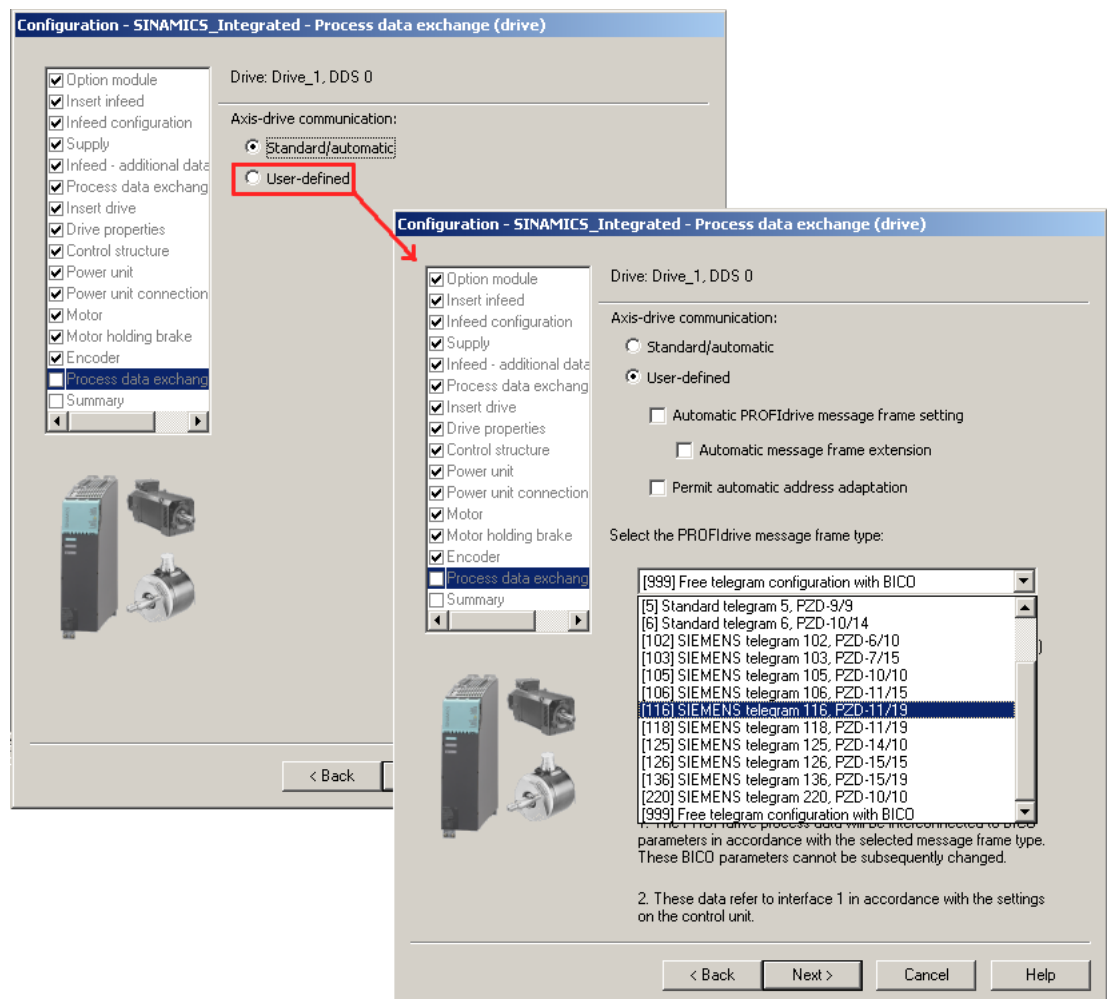 Configuration - SINAMICS_Integrated - Process data exchange (drive)
Option module
Insert infeed
Infeed configuration
Supply
Infeed - additional data
Process data exchang
Insert drive
Drive properties
Control structure
Power unit
Power unit connection
Motor
Motor holding brake
Encoder
Process data exchang
Summary
Drive: Drive_1, DDS 0
Axis-drive communication:
Standard/automatic
User-defined
< Back
Configuration - SINAMICS_Integrated - Process data exchange (drive)
Option module
Insert infeed
Infeed configuration
Supply
Infeed - additional data
Process data exchang
Insert drive
Drive properties
Control structure
Power unit
Power unit connection
Motor
Motor holding brake
Encoder
Process data exchang
Summary
Drive: Drive_1, DDS 0
Axis-drive communication:
Standard/automatic
User-defined
Automatic PROFIdrive message frame setting
Automatic message frame extension
Permit automatic address adaptation
Select the PROFIdrive message frame type:
[999] Free telegram configuration with BICO
[5] Standard telegram 5, PZD-9/9
[6] Standard telegram 6, PZD-10/14
[102] SIEMENS telegram 102, PZD-6/10
[103] SIEMENS telegram 103, PZD-7/15
[105] SIEMENS telegram 105, PZD-10/10
[106] SIEMENS telegram 106, PZD-11/15
[116] SIEMENS telegram 116, PZD-11/19
[118] SIEMENS telegram 118, PZD-11/19
[125] SIEMENS telegram 125, PZD-14/10
[126] SIEMENS telegram 126, PZD-15/15
[136] SIEMENS telegram 136, PZD-15/19
[220] SIEMENS telegram 220, PZD-10/10
[999] Free telegram configuration with BICO
1. The PROFIdrive process data will be interconnected to BICO
parameters in accordance with the selected message frame type.
These BICO parameters cannot be subsequently changed.
2. These data refer to interface 1 in accordance with the settings
on the control unit.
< Back
Next >
Cancel
Help